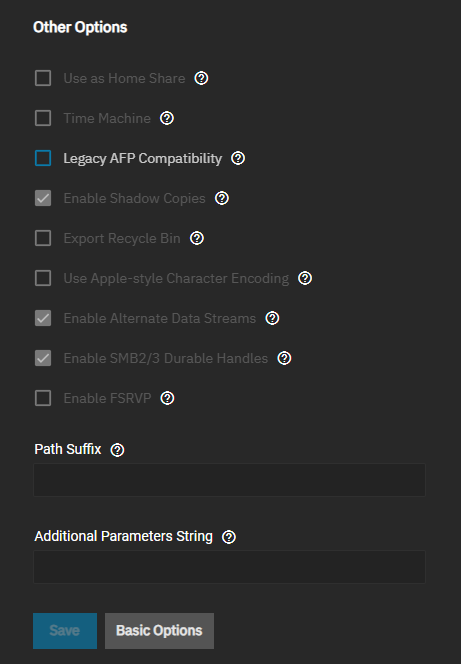 Other Options
Use as Home Share
Time Machine
Legacy AFP Compatibility
Enable Shadow Copies
Export Recycle Bin
Use Apple-style Character Encoding
Enable Alternate Data Streams
Enable SMB2/3 Durable Handles
Enable FSRVP
Path Suffix
Additional Parameters String
Save Basic Options